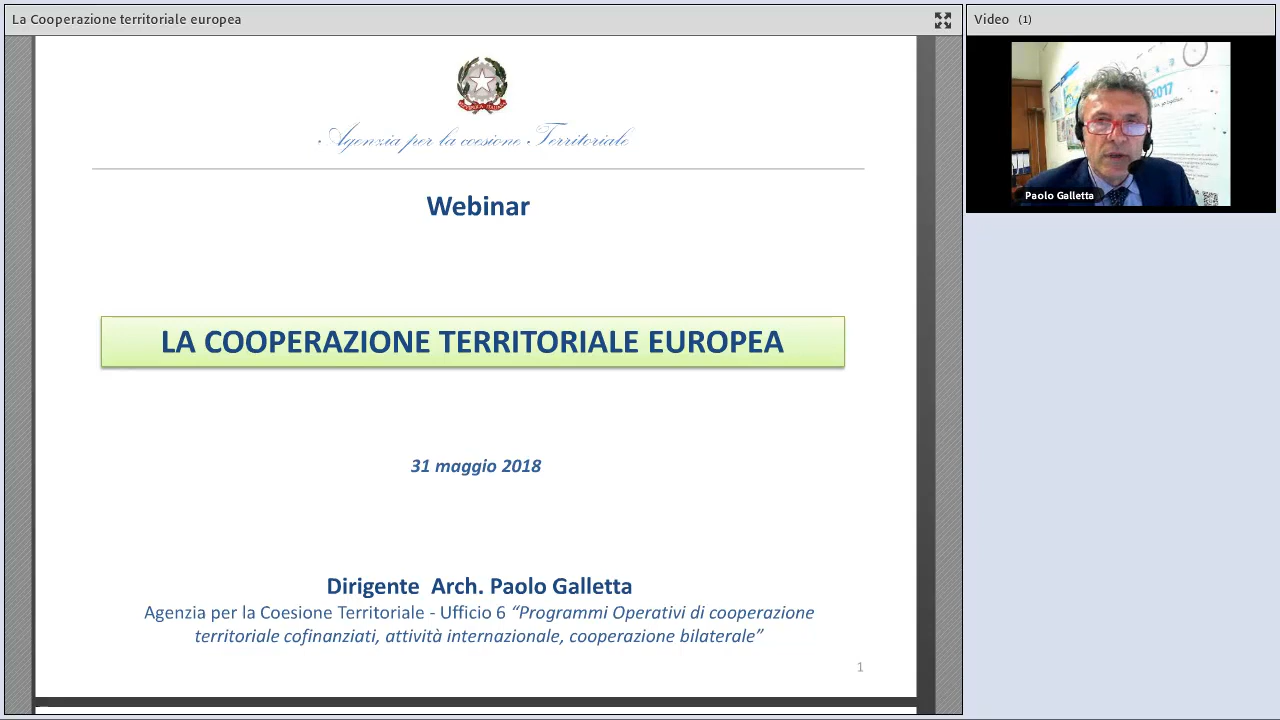 La Cooperazione territoriale europea
Video (1)
REPVBBLICA ITALIANA
Agenzia per la coesione Territoriale
Webinar
2017
Paolo Galletta
LA COOPERAZIONE TERRITORIALE EUROPEA
31 maggio 2018
Dirigente Arch. Paolo Galletta
Agenzia per la Coesione Territoriale - Ufficio 6 “Programmi Operativi di cooperazione
territoriale cofinanziati, attività internazionale, cooperazione bilaterale”
1